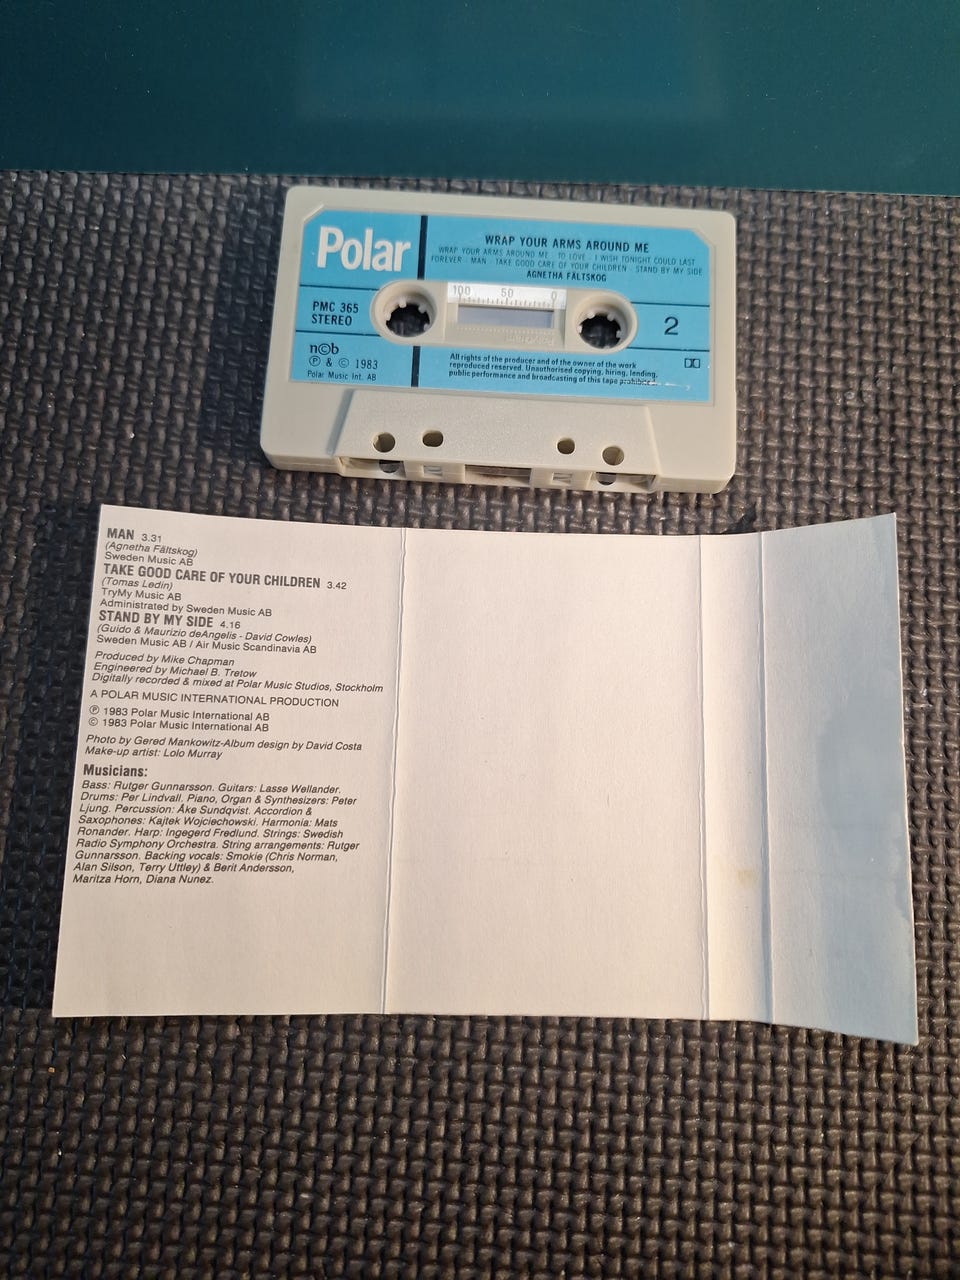 Polar
WRAP YOUR ARMS AROUND ME
WRAP YOUR ARMS AROUND ME · TO LOVE · I WISH TONIGHT COULD LAST
FOREVER · MAN · TAKE GOOD CARE OF YOUR CHILDREN · STAND BY MY SIDE
AGNETHA FÄLTSKOG
100 50 0
PMC 365
STEREO
2
n©b
Ⓟ & © 1983
Polar Music Int. AB
All rights of the producer and of the owner of the work
reproduced reserved. Unauthorised copying, hiring, lending,
public performance and broadcasting of this tape
MAN 3.31
(Agnetha Fältskog)
Sweden Music AB
TAKE GOOD CARE OF YOUR CHILDREN 3.42
(Tomas Ledin)
TryMy Music AB
Administrated by Sweden Music AB
STAND BY MY SIDE 4.16
(Guido & Maurizio deAngelis - David Cowles)
Sweden Music AB / Air Music Scandinavia AB
Produced by Mike Chapman
Engineered by Michael B. Tretow
Digitally recorded & mixed at Polar Music Studios, Stockholm
A POLAR MUSIC INTERNATIONAL PRODUCTION
Ⓟ 1983 Polar Music International AB
© 1983 Polar Music International AB
Photo by Gered Mankowitz-Album design by David Costa
Make-up artist: Lolo Murray
Musicians:
Bass: Rutger Gunnarsson. Guitars: Lasse Wellander.
Drums: Per Lindvall. Piano, Organ & Synthesizers: Peter
Ljung. Percussion: Åke Sundqvist. Accordion &
Saxophones: Kajtek Wojciechowski. Harmonia: Mats
Ronander. Harp: Ingegerd Fredlund. Strings: Swedish
Radio Symphony Orchestra. String arrangements: Rutger
Gunnarsson. Backing vocals: Smokie (Chris Norman,
Alan Silson, Terry Uttley) & Berit Andersson,
Maritza Horn, Diana Nunez.